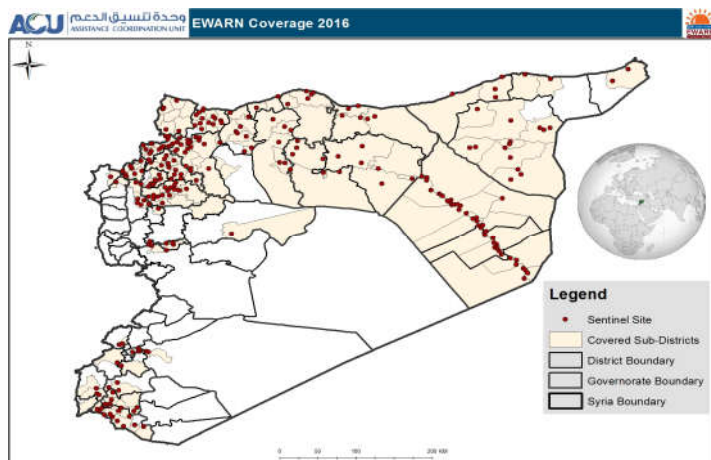 ACU
وحدة تنسيق الدعم
ASSISTANCE COORDINATION UNIT
EWARN Coverage 2016
EWARN
N
Legend
Sentinel Site
Covered Sub-Districts
District Boundary
Governorate Boundary
Syria Boundary
0 50 100 200 KM